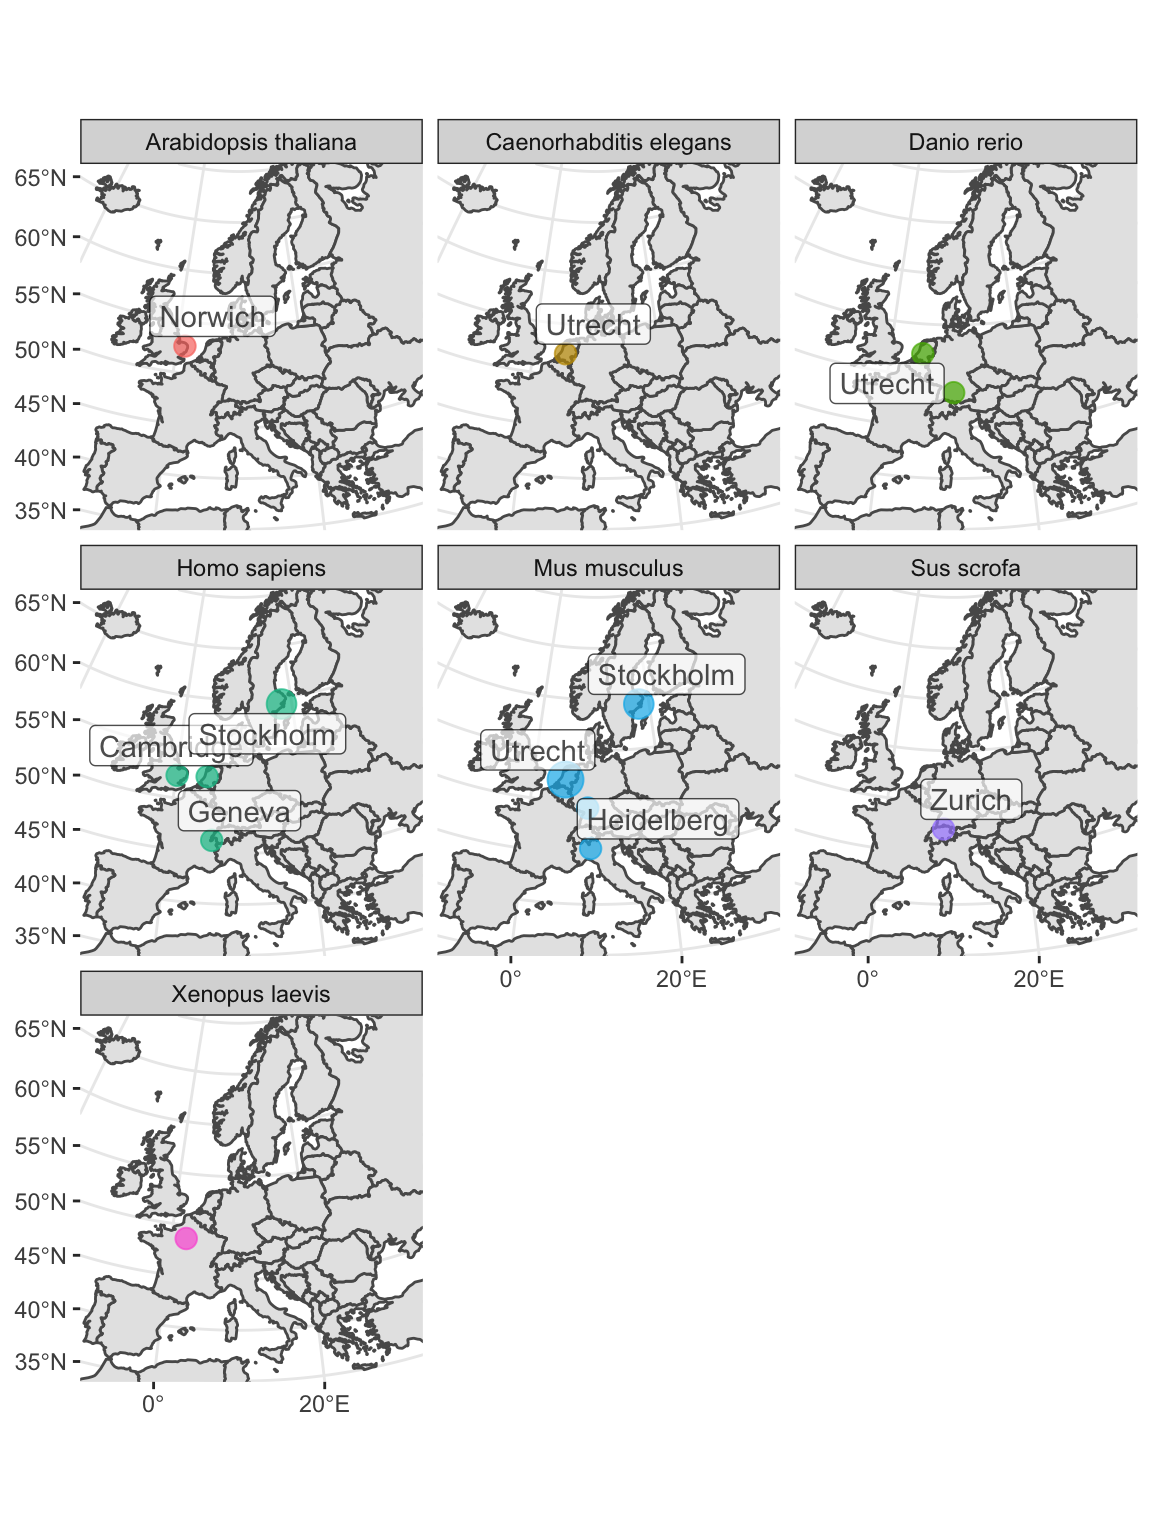 Arabidopsis thaliana
Caenorhabditis elegans
Danio rerio
65°N
60°N
55°N
50°N
45°N
40°N
35°N
Norwich
Utrecht
Utrecht
Homo sapiens
Mus musculus
Sus scrofa
65°N
60°N
55°N
50°N
45°N
40°N
35°N
Cambridge
Stockholm
Geneva
Stockholm
Utrecht
Heidelberg
Zurich
0°
20°E
0°
20°E
Xenopus laevis
65°N
60°N
55°N
50°N
45°N
40°N
35°N
0°
20°E